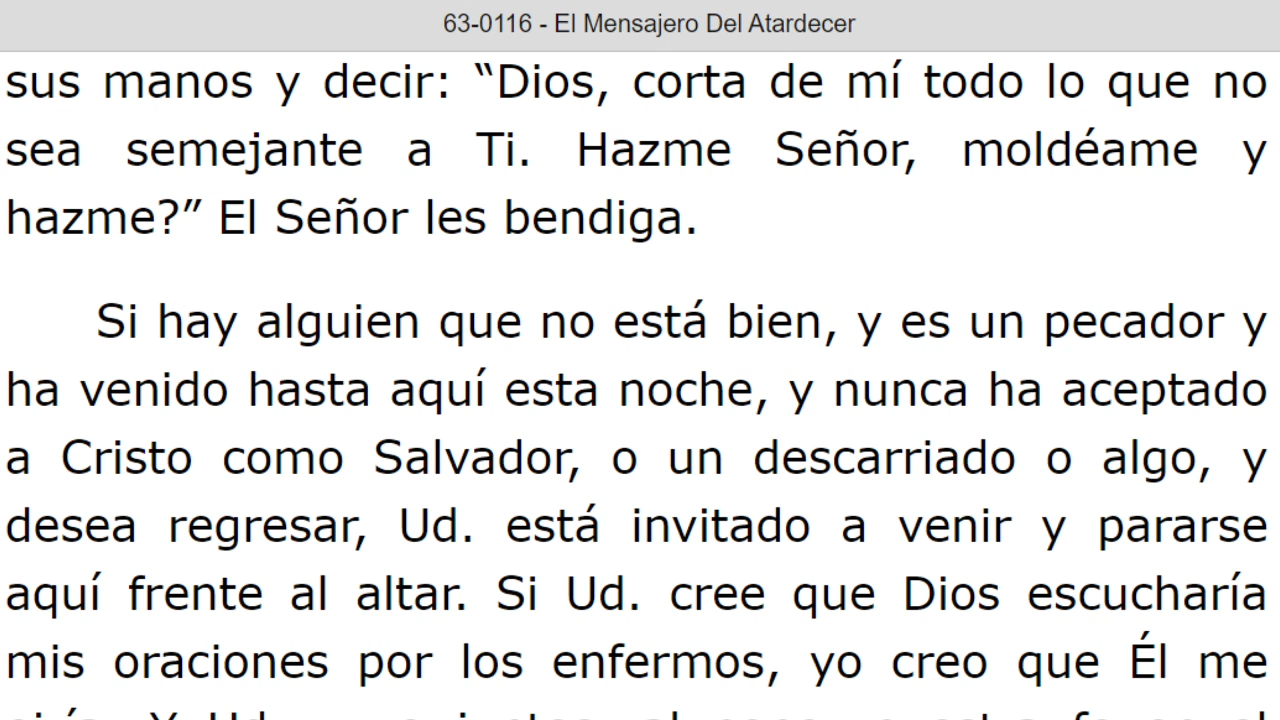 63-0116 - El Mensajero Del Atardecer
sus manos y decir: “Dios, corta de mí todo lo que no
sea semejante a Ti. Hazme Señor, moldéame y
hazme?” El Señor les bendiga.
Si hay alguien que no está bien, y es un pecador y
ha venido hasta aquí esta noche, y nunca ha aceptado
a Cristo como Salvador, o un descarriado o algo, y
desea regresar, Ud. está invitado a venir y pararse
aquí frente al altar. Si Ud. cree que Dios escucharía
mis oraciones por los enfermos, yo creo que Él me